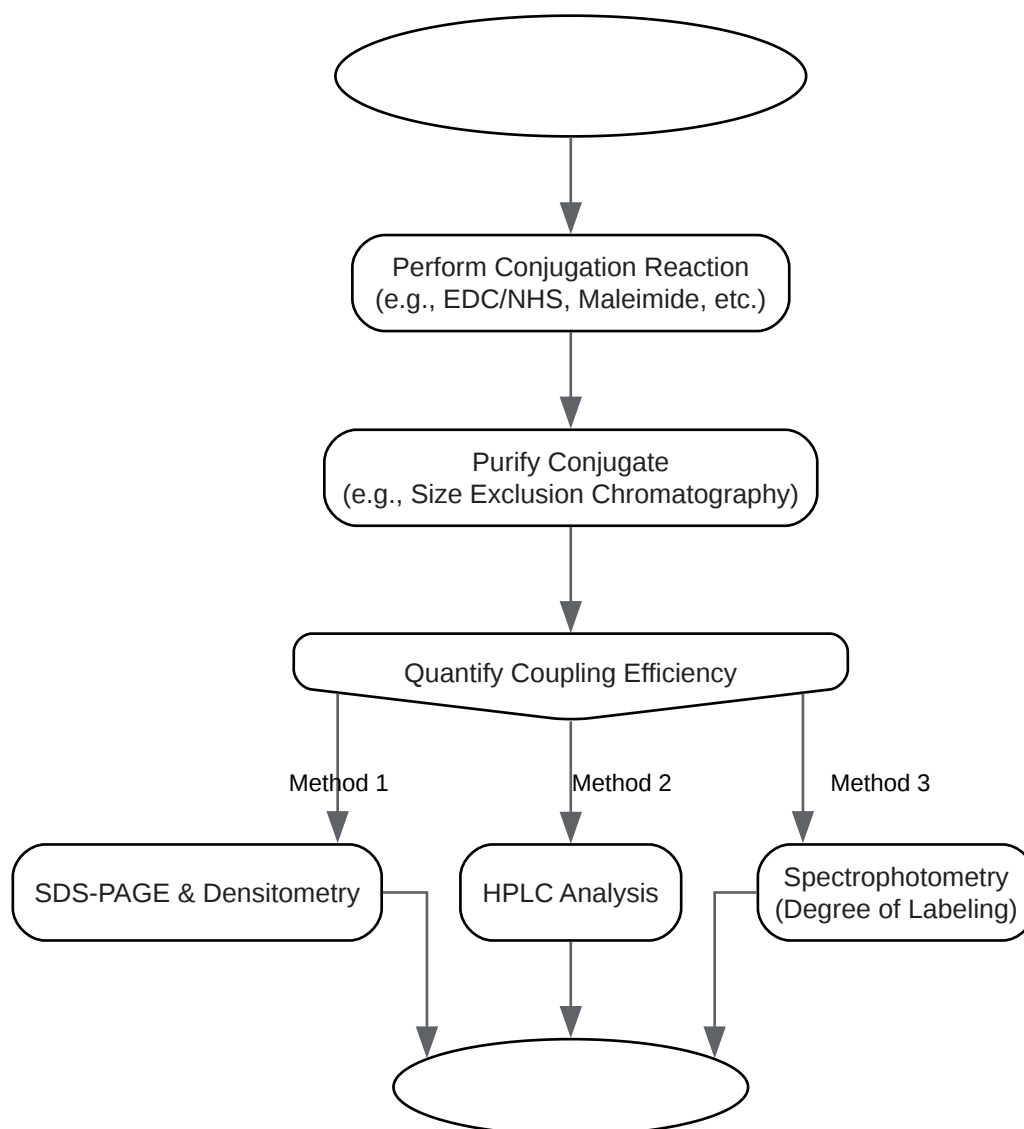 Perform Conjugation Reaction
(e.g., EDC/NHS, Maleimide, etc.)
Purify Conjugate
(e.g., Size Exclusion Chromatography)
Quantify Coupling Efficiency
Method 1
Method 2
Method 3
SDS-PAGE & Densitometry
HPLC Analysis
Spectrophotometry
(Degree of Labeling)